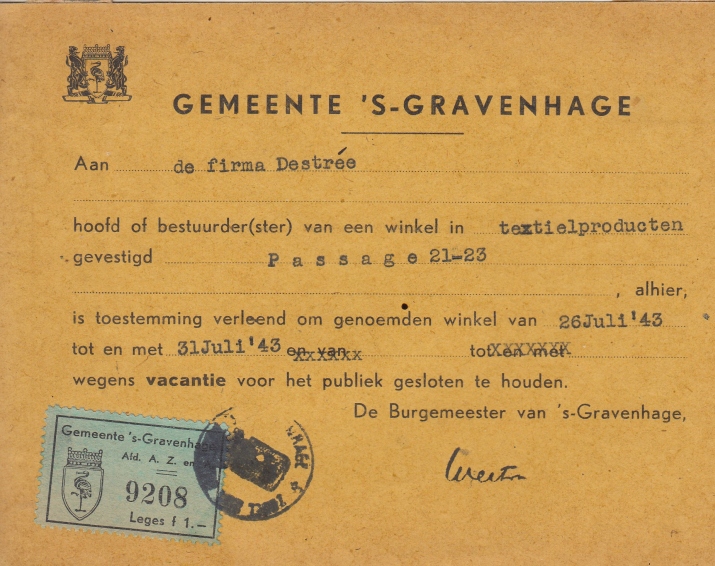 GEMEENTE 'S-GRAVENHAGE
Aan de firma Destrée
hoofd of bestuurder(ster) van een winkel in textielproducten
gevestigd Passage 21-23
, alhier,
is toestemming verleend om genoemden winkel van 26Juli'43
tot en met 31Juli'43 en van tot en met
wegens vacantie voor het publiek gesloten te houden.
De Burgemeester van 's-Gravenhage,
Gemeente 's-Gravenhage
Afd. A. Z. en
9208
Leges f 1.—